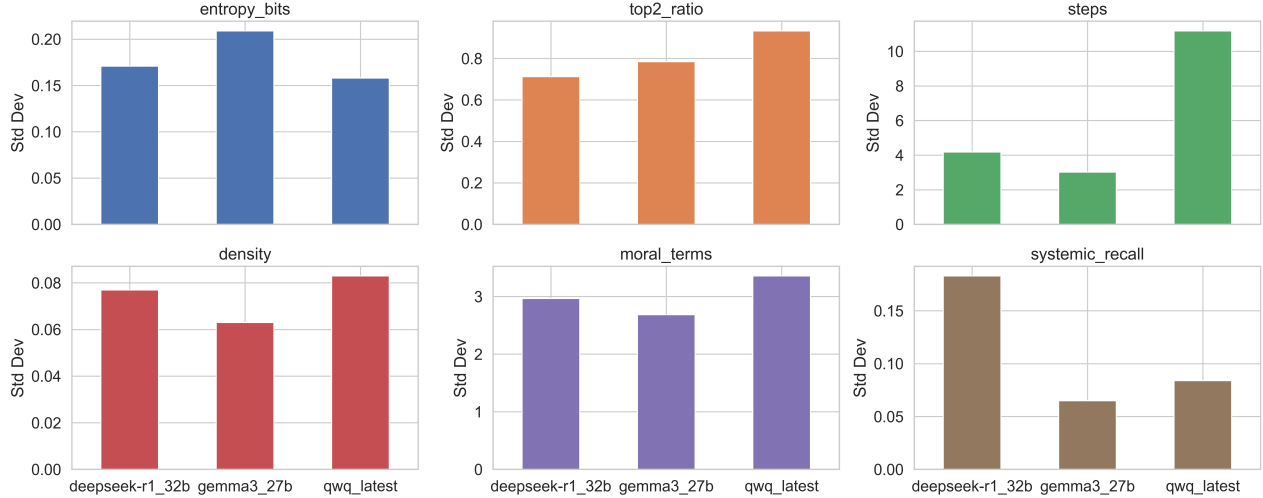 entropy_bits
Std Dev
0.20
0.15
0.10
0.05
0.00
top2_ratio
Std Dev
0.8
0.6
0.4
0.2
0.0
steps
Std Dev
10
8
6
4
2
0
density
Std Dev
0.08
0.06
0.04
0.02
0.00
deepseek-r1_32b gemma3_27b qwq_latest
moral_terms
Std Dev
3
2
1
0
deepseek-r1_32b gemma3_27b qwq_latest
systemic_recall
Std Dev
0.15
0.10
0.05
0.00
deepseek-r1_32b gemma3_27b qwq_latest